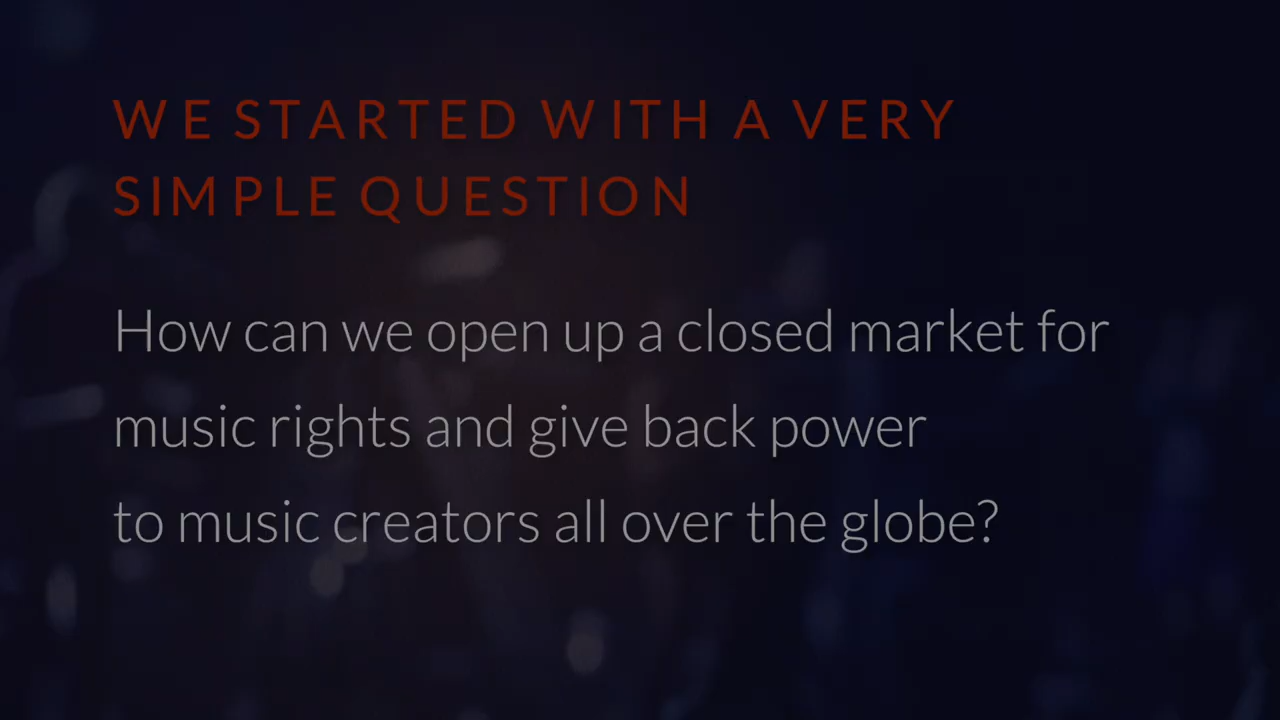 WE STARTED WITH A VERY
SIMPLE QUESTION
How can we open up a closed market for
music rights and give back power
to music creators all over the globe?